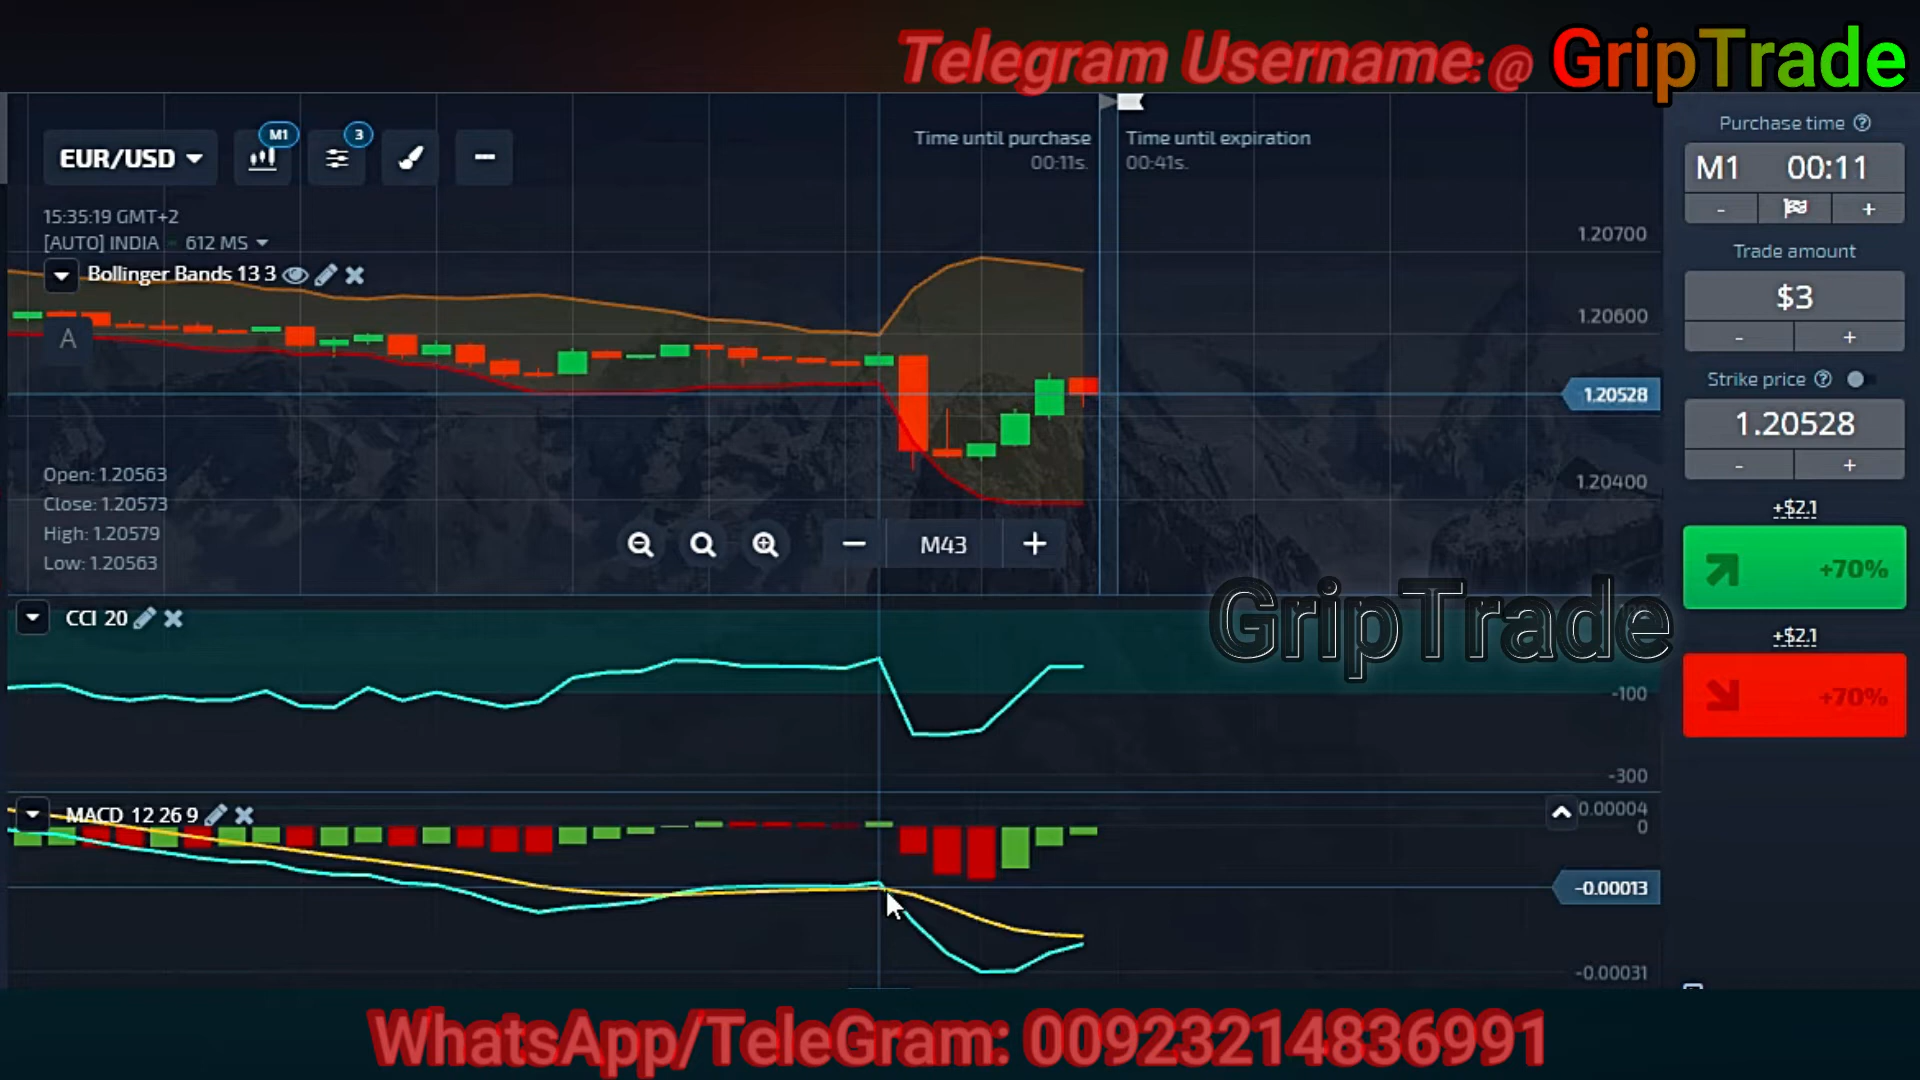 Telegram Username:@ GripTrade
EUR/USD
M1
3
Time until purchase
00:11s.
Time until expiration
00:41s.
Purchase time
M1 00:11
- +
15:35:19 GMT+2
[AUTO] INDIA 612 MS
Bollinger Bands 13 3
A
1.20700
1.20600
1.20528
1.20400
Trade amount
$3
- +
Strike price
1.20528
- +
Open: 1.20563
Close: 1.20573
High: 1.20579
Low: 1.20563
M43
+$2.1
+70%
+$2.1
+70%
CCI 20
GripTrade
-100
-300
MACD 12 26 9
0.00004
0
-0.00013
-0.00031
WhatsApp/TeleGram: 00923214836991